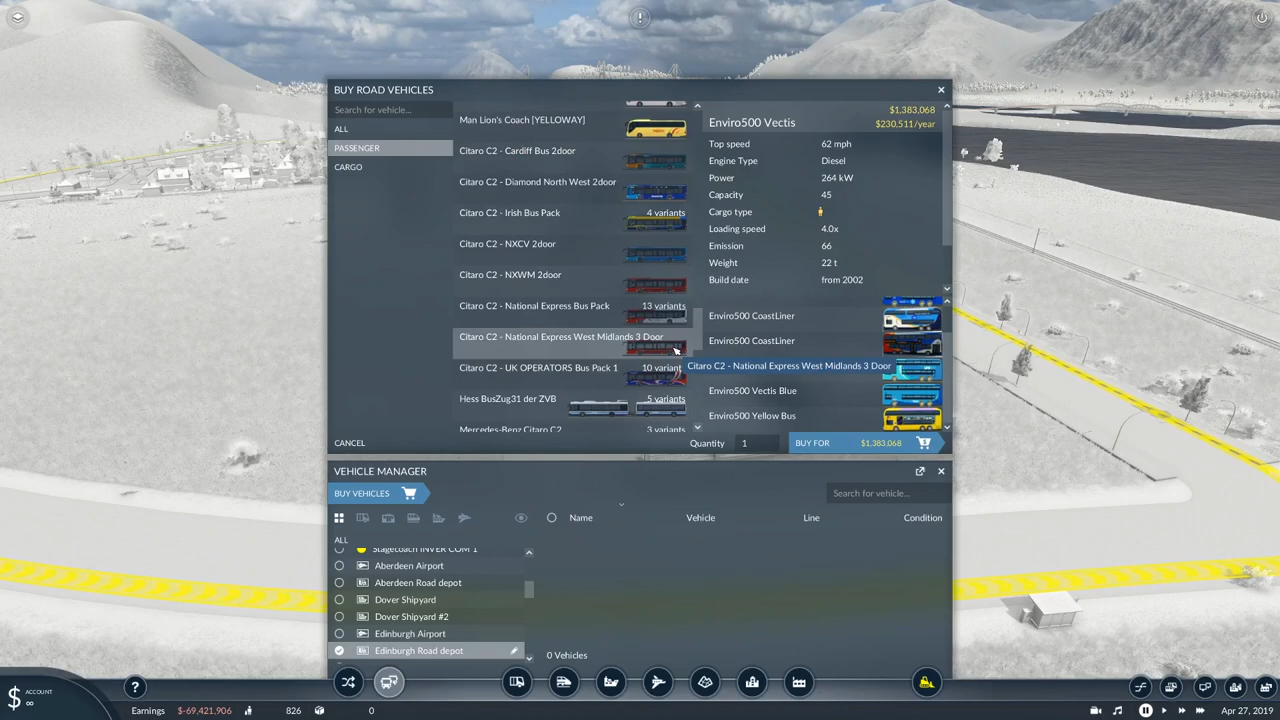 BUY ROAD VEHICLES
Search for vehicle...
ALL
PASSENGER
CARGO
Man Lion's Coach [YELLOWAY]
Citaro C2 - Cardiff Bus 2door
Citaro C2 - Diamond North West 2door
Citaro C2 - Irish Bus Pack 4 variants
Citaro C2 - NXCV 2door
Citaro C2 - NXWM 2door
Citaro C2 - National Express Bus Pack 13 variants
Citaro C2 - National Express West Midlands 3 Door
Citaro C2 - UK OPERATORS Bus Pack 1 10 variant
Hess BusZug31 der ZVB 5 variants
Mercedes-Benz Citaro C2 3 variants
$1,383,068
Enviro500 Vectis $230,511/year
Top speed 62 mph
Engine Type Diesel
Power 264 kW
Capacity 45
Cargo type
Loading speed 4.0x
Emission 66
Weight 22 t
Build date from 2002
Enviro500 CoastLiner
Enviro500 CoastLiner
Citaro C2 - National Express West Midlands 3 Door
Enviro500 Vectis Blue
Enviro500 Yellow Bus
CANCEL
Quantity 1 BUY FOR $1,383,068
VEHICLE MANAGER
BUY VEHICLES
Search for vehicle...
Name Vehicle Line Condition
ALL
Stagecoach INVER COM 1
Aberdeen Airport
Aberdeen Road depot
Dover Shipyard
Dover Shipyard #2
Edinburgh Airport
Edinburgh Road depot
0 Vehicles
$ ACCOUNT
∞
?
Earnings $-69,421,906 826 0 Apr 27, 2019